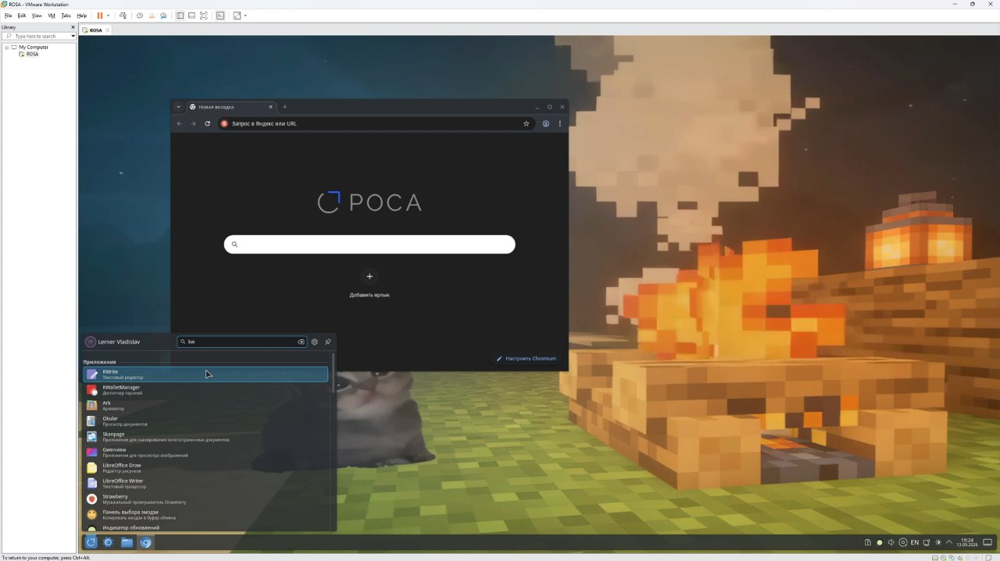 ROSA - VMware Workstation
File Edit View VM Tabs Help
Library
Type here to search
My Computer
ROSA
ROSA
Новая вкладка
Запрос в Яндекс или URL
РОСА
Добавить ярлык
Настроить Chromium
LV Lerner Vladislav
kw
Приложения
KWrite
Текстовый редактор
KWalletManager
Диспетчер паролей
Ark
Архиватор
Okular
Просмотр документов
Skanpage
Приложение для сканирования многостраничных документов
Gwenview
Приложение для просмотра изображений
LibreOffice Draw
Редактор рисунков
LibreOffice Writer
Текстовый процессор
Strawberry
Музыкальный проигрыватель Strawberry
Панель выбора эмодзи
Копировать эмодзи в буфер обмена
Индикатор обновлений
EN
19:24
13.09.2026
To return to your computer, press Ctrl+Alt.